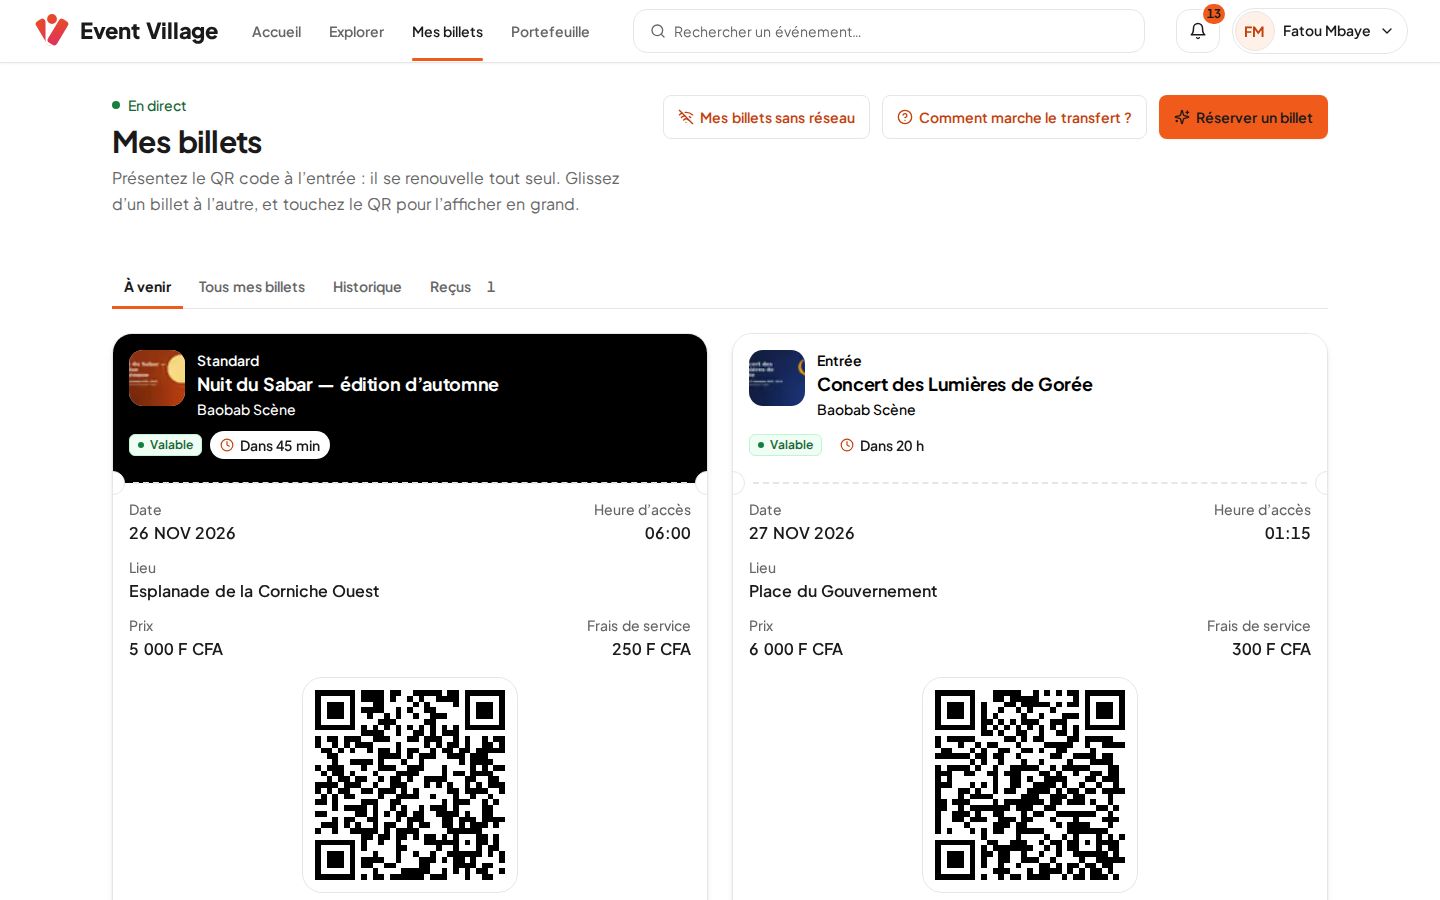 Event Village
Accueil
Explorer
Mes billets
Portefeuille
Rechercher un événement…
13
FM
Fatou Mbaye
En direct
Mes billets
Présentez le QR code à l’entrée : il se renouvelle tout seul. Glissez
d’un billet à l’autre, et touchez le QR pour l’afficher en grand.
Mes billets sans réseau
Comment marche le transfert ?
Réserver un billet
À venir
Tous mes billets
Historique
Reçus 1
Standard
Nuit du Sabar — édition d’automne
Baobab Scène
Valable
Dans 45 min
Date
Heure d’accès
26 NOV 2026
06:00
Lieu
Esplanade de la Corniche Ouest
Prix
Frais de service
5 000 F CFA
250 F CFA
Entrée
Concert des Lumières de Gorée
Baobab Scène
Valable
Dans 20 h
Date
Heure d’accès
27 NOV 2026
01:15
Lieu
Place du Gouvernement
Prix
Frais de service
6 000 F CFA
300 F CFA